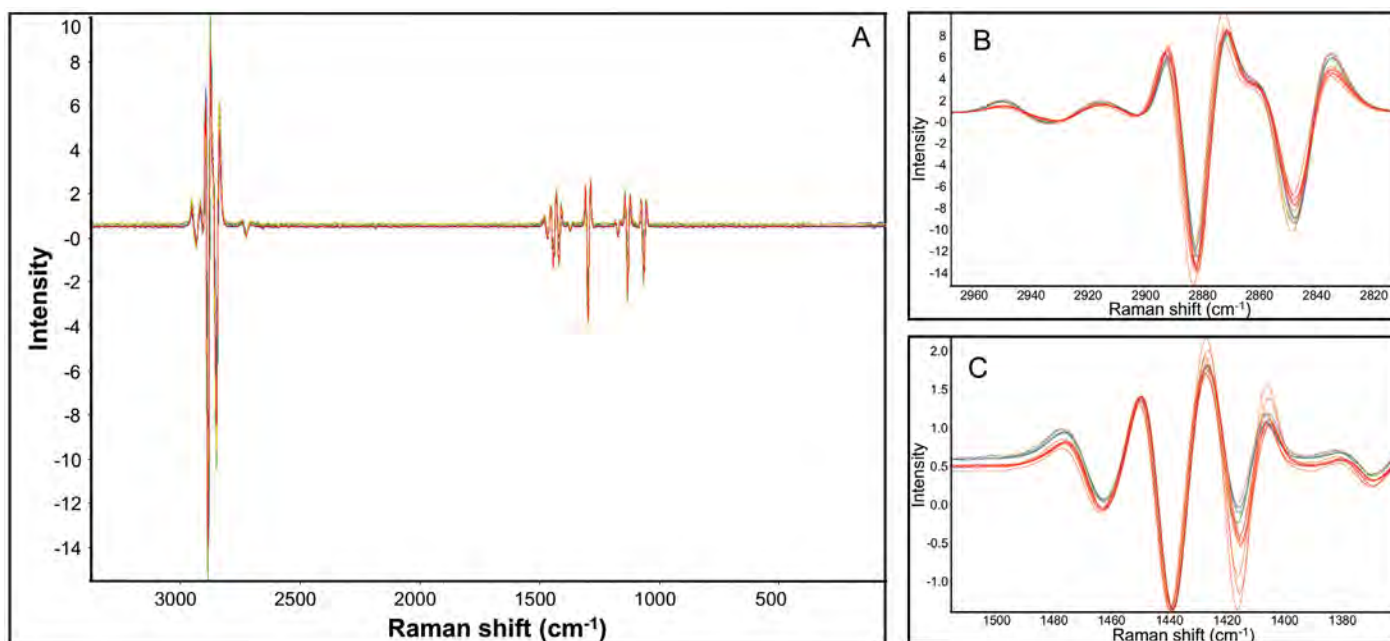 A
10
8
6
4
2
-0
-2
-4
-6
-8
-10
-12
-14
Intensity
3000 2500 2000 1500 1000 500
Raman shift (cm-1)
B
8
6
4
2
-0
-2
-4
-6
-8
-10
-12
-14
Intensity
2960 2940 2920 2900 2880 2860 2840 2820
Raman shift (cm-1)
C
2.0
1.5
1.0
0.5
0.0
-0.5
-1.0
Intensity
1500 1480 1460 1440 1420 1400 1380
Raman shift (cm-1)